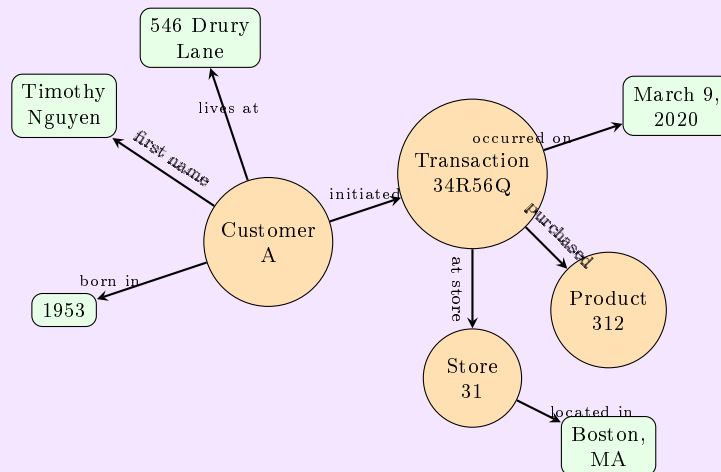 546 Drury
Lane
Timothy
Nguyen
March 9,
2020
lives at
first name
occurred on
Transaction
34R56Q
initiated
purchased
Customer
A
born in
at store
1953
Product
312
Store
31
located in
Boston,
MA